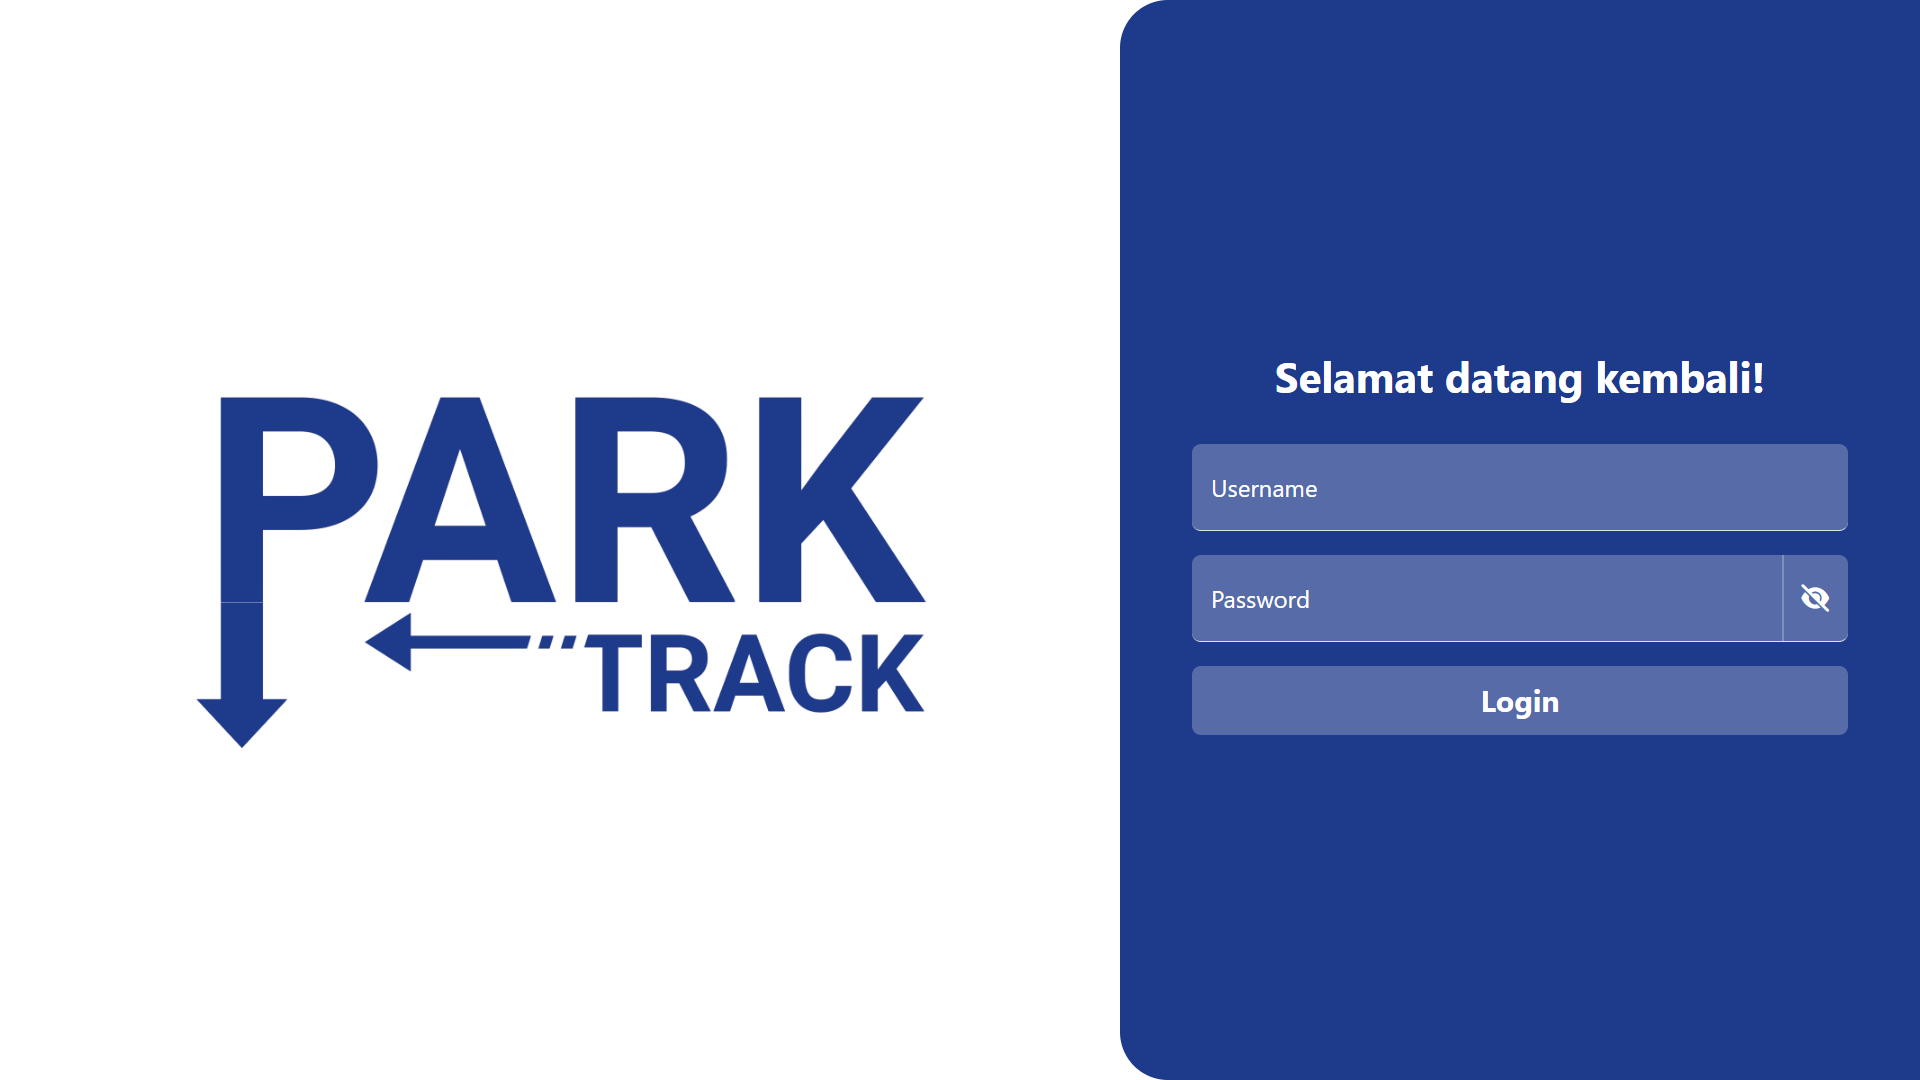 PARK
TRACK
Selamat datang kembali!
Username
Password
Login